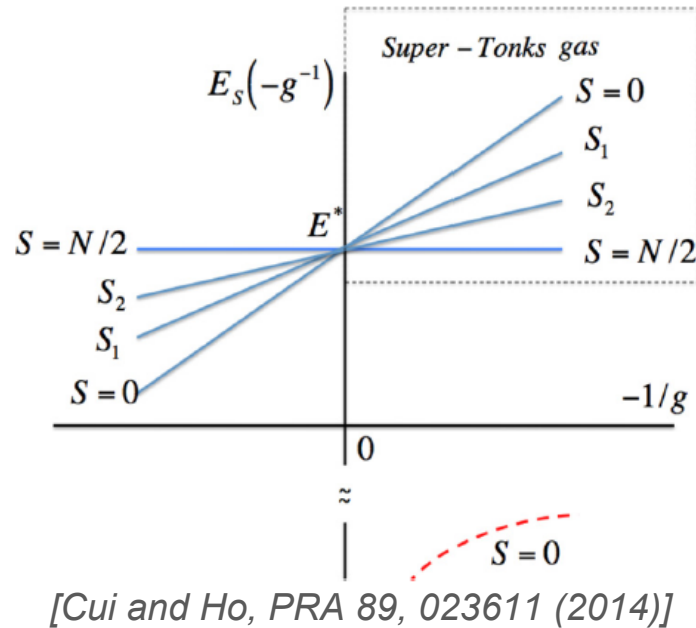 Super – Tonks gas
E_S(-g^{-1})
S = 0
S_1
S_2
E^*
S = N/2
S = N/2
S_2
S_1
S = 0
-1/g
0
≈
S = 0
[Cui and Ho, PRA 89, 023611 (2014)]